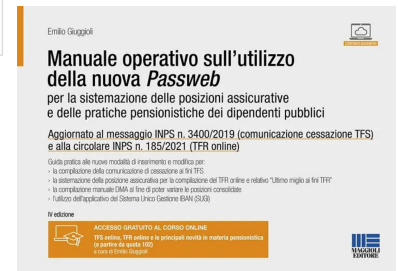 Emilio Giuggioli
Manuale operativo sull'utilizzo
della nuova Passweb
per la sistemazione delle posizioni assicurative
e delle pratiche pensionistiche dei dipendenti pubblici
Aggiornato al messaggio INPS n. 3400/2019 (comunicazione cessazione TFS)
e alla circolare INPS n. 185/2021 (TFR online)
Guida pratica alle nuove modalità di inserimento e modifica per:
- la compilazione della comunicazione di cessazione ai fini TFS
- la sistemazione della posizione assicurativa per la compilazione del TFR online e relativo "Ultimo miglio ai fini TFR"
- la compilazione manuale DMA al fine di poter variare le posizioni consolidate
- l'utilizzo dell'applicativo del Sistema Unico Gestione IBAN (SUGI)
IV edizione
ACCESSO GRATUITO AL CORSO ONLINE
TFS online, TFR online e le principali novità in materia pensionistica
(a partire da quota 102)
a cura di Emilio Giuggioli
MAGGIOLI
EDITORE